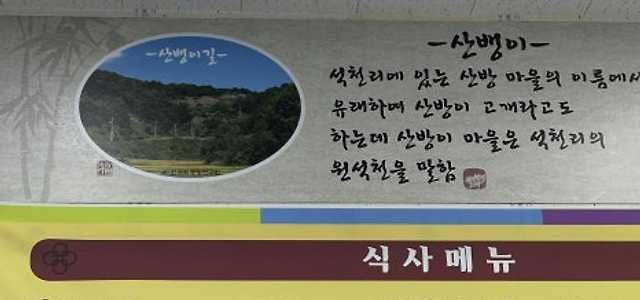 -산뱅이길-
-산뱅이-
석천리에 있는 산방 마을의 이름에서
유래하며 산방이 고개라고도
하는데 산방이 마을은 석천리의
원석천을 말함
식사메뉴